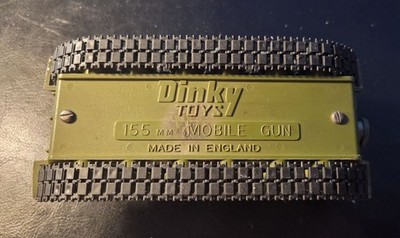 Dinky
TOYS
155 mm MOBILE GUN
MADE IN ENGLAND